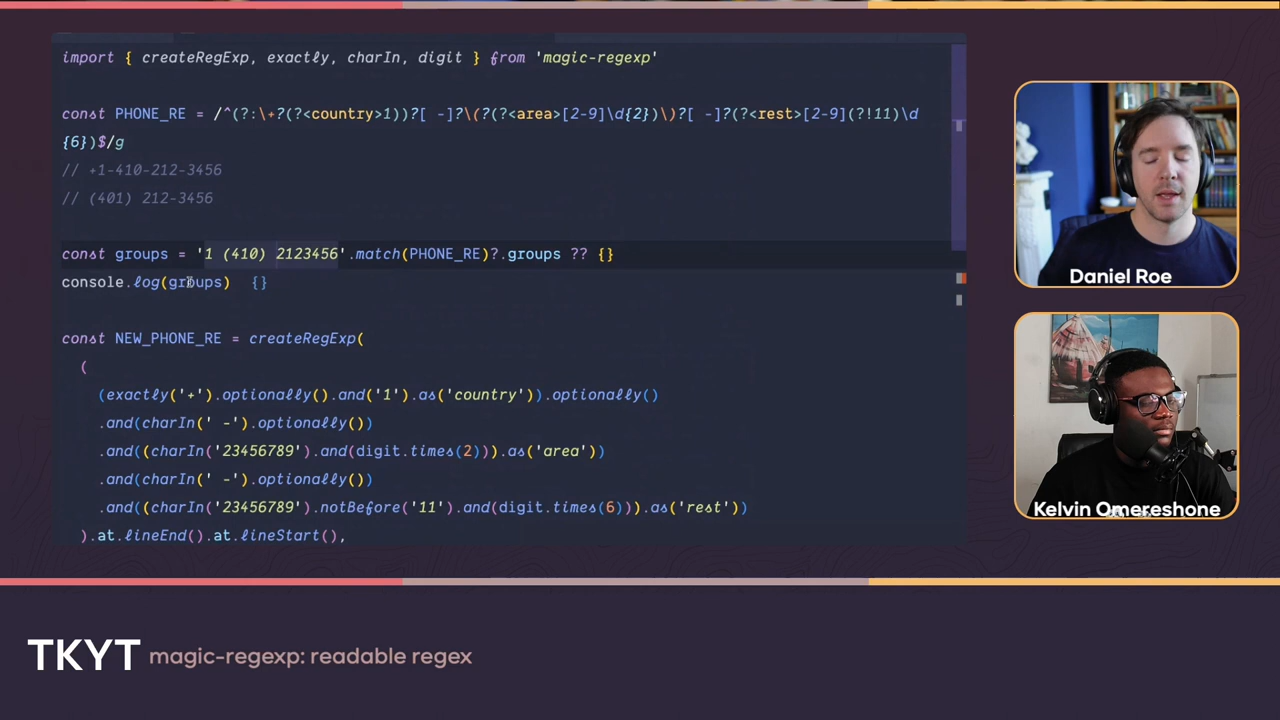 import { createRegExp, exactly, charIn, digit } from 'magic-regexp'
const PHONE_RE = /^(?:\+?(?<country>1))?[ -]?\(?(?<area>[2-9]\d{2})\)?[ -]?(?<rest>[2-9](?!11)\d
{6})$/g
// +1-410-212-3456
// (401) 212-3456
const groups = '1 (410) 2123456'.match(PHONE_RE)?.groups ?? {}
console.log(groups) {}
const NEW_PHONE_RE = createRegExp(
(
(exactly('+').optionally().and('1').as('country')).optionally()
.and(charIn(' -').optionally())
.and((charIn('23456789').and(digit.times(2))).as('area'))
.and(charIn(' -').optionally())
.and((charIn('23456789').notBefore('11').and(digit.times(6))).as('rest'))
).at.lineEnd().at.lineStart(),
Daniel Roe
Kelvin Omereshone
TKYT magic-regexp: readable regex